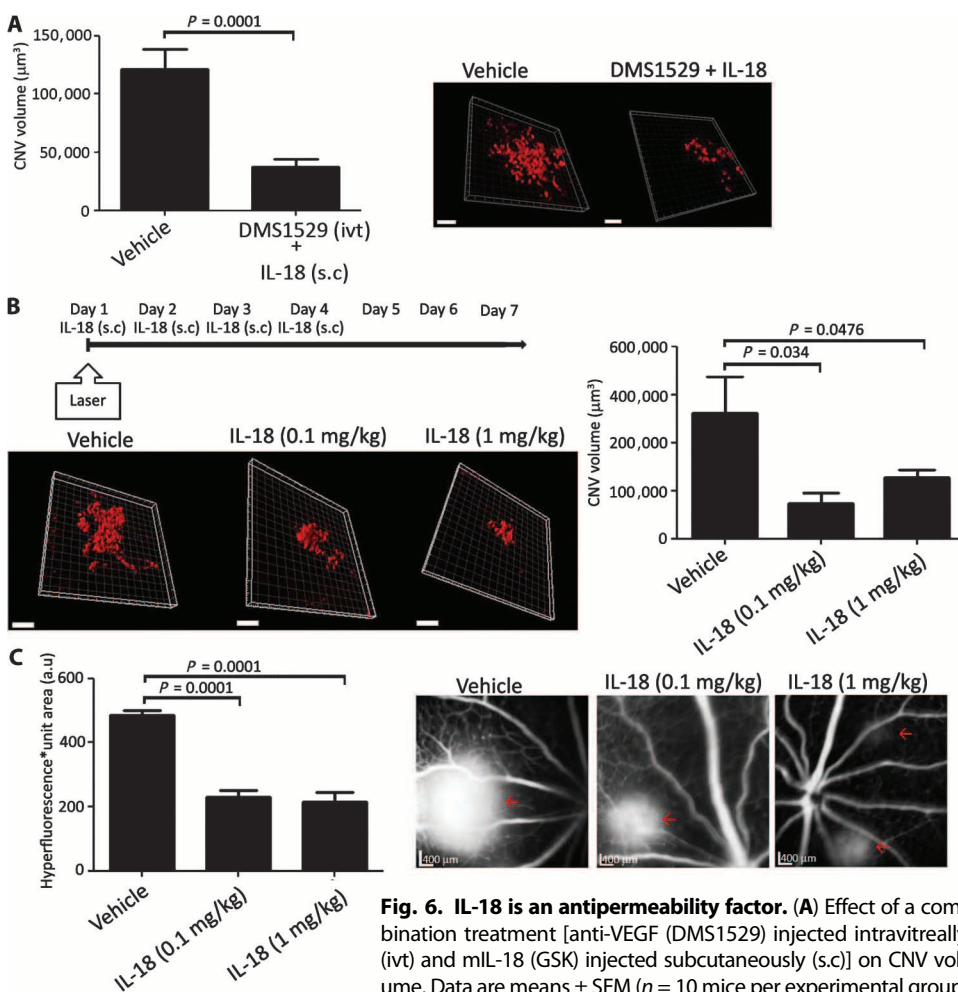 A
P = 0.0001
150,000
100,000
50,000
0
CNV volume (µm³)
Vehicle
DMS1529 (ivt)
+
IL-18 (s.c)
Vehicle
DMS1529 + IL-18
B
Day 1 Day 2 Day 3 Day 4 Day 5 Day 6 Day 7
IL-18 (s.c) IL-18 (s.c) IL-18 (s.c) IL-18 (s.c)
Laser
Vehicle
IL-18 (0.1 mg/kg)
IL-18 (1 mg/kg)
P = 0.0476
P = 0.034
600,000
400,000
200,000
100,000
0
CNV volume (µm³)
Vehicle
IL-18 (0.1 mg/kg)
IL-18 (1 mg/kg)
C
P = 0.0001
P = 0.0001
600
400
200
0
Hyperfluorescence*unit area (a.u)
Vehicle
IL-18 (0.1 mg/kg)
IL-18 (1 mg/kg)
Vehicle
IL-18 (0.1 mg/kg)
IL-18 (1 mg/kg)
400 µm
400 µm
400 µm
Fig. 6. IL-18 is an antipermeability factor. (A) Effect of a com-
bination treatment [anti-VEGF (DMS1529) injected intravitreally
(ivt) and mIL-18 (GSK) injected subcutaneously (s.c)] on CNV vol-
ume. Data are means ± SEM (n = 10 mice per experimental group